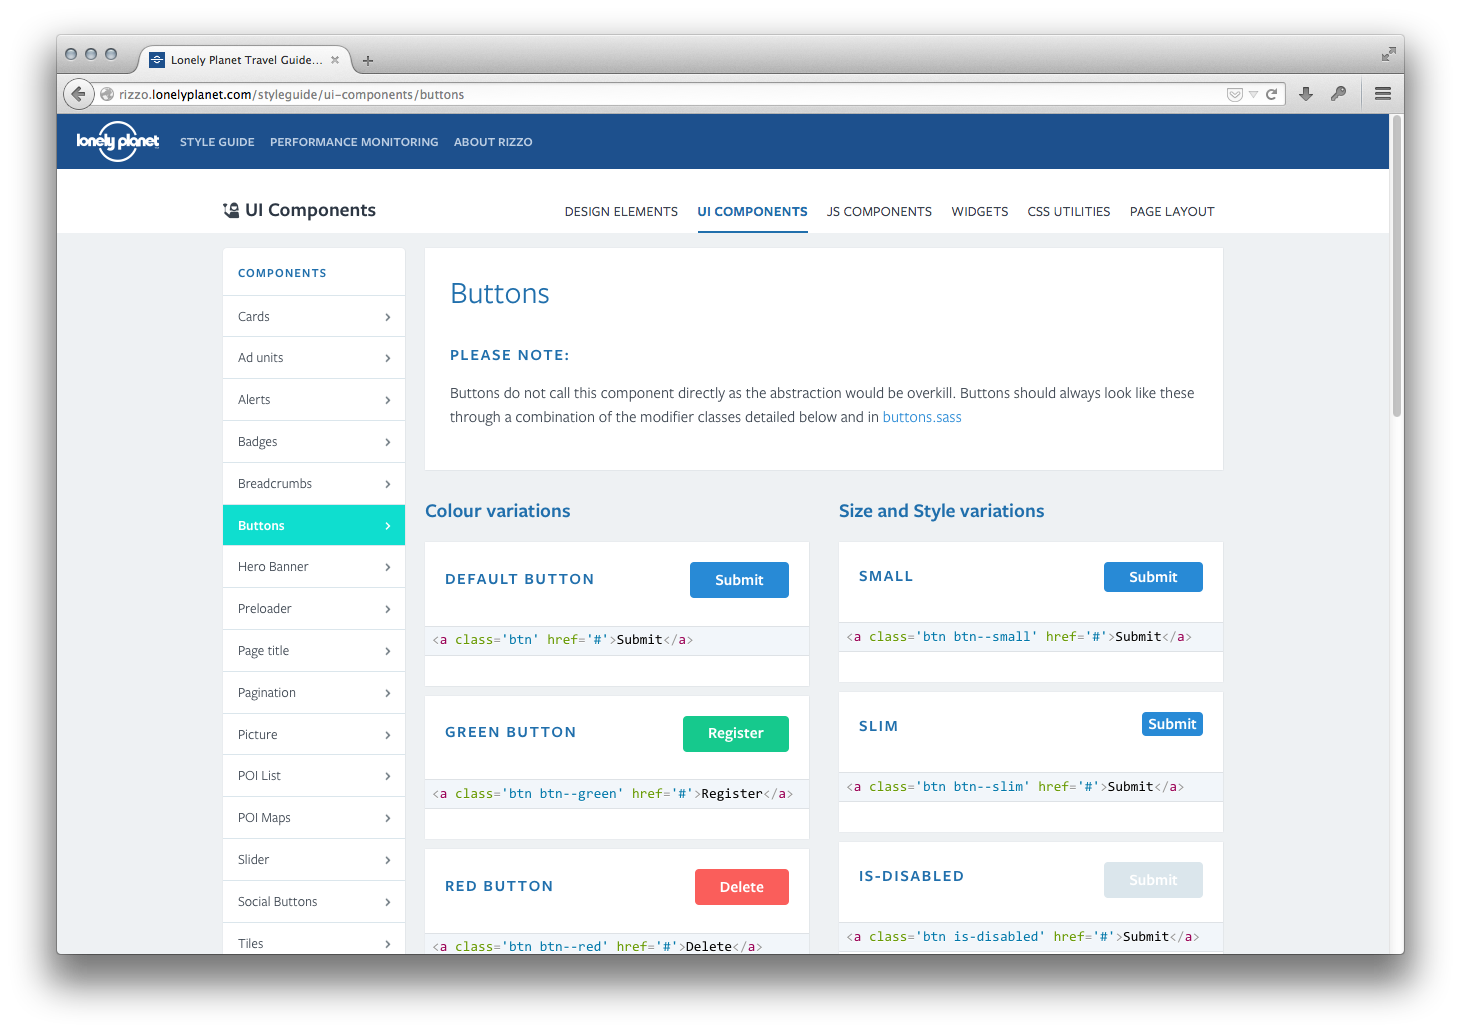 Lonely Planet Travel Guide...
rizzo.lonelyplanet.com/styleguide/ui-components/buttons
lonely planet
STYLE GUIDE PERFORMANCE MONITORING ABOUT RIZZO
UI Components
DESIGN ELEMENTS UI COMPONENTS JS COMPONENTS WIDGETS CSS UTILITIES PAGE LAYOUT
COMPONENTS
Cards
Ad units
Alerts
Badges
Breadcrumbs
Buttons
Hero Banner
Preloader
Page title
Pagination
Picture
POI List
POI Maps
Slider
Social Buttons
Tiles
Buttons
PLEASE NOTE:
Buttons do not call this component directly as the abstraction would be overkill. Buttons should always look like these
through a combination of the modifier classes detailed below and in buttons.sass
Colour variations
DEFAULT BUTTON
Submit
<a class='btn' href='#'>Submit</a>
GREEN BUTTON
Register
<a class='btn btn--green' href='#'>Register</a>
RED BUTTON
Delete
<a class='btn btn--red' href='#'>Delete</a>
Size and Style variations
SMALL
Submit
<a class='btn btn--small' href='#'>Submit</a>
SLIM
Submit
<a class='btn btn--slim' href='#'>Submit</a>
IS-DISABLED
Submit
<a class='btn is-disabled' href='#'>Submit</a>